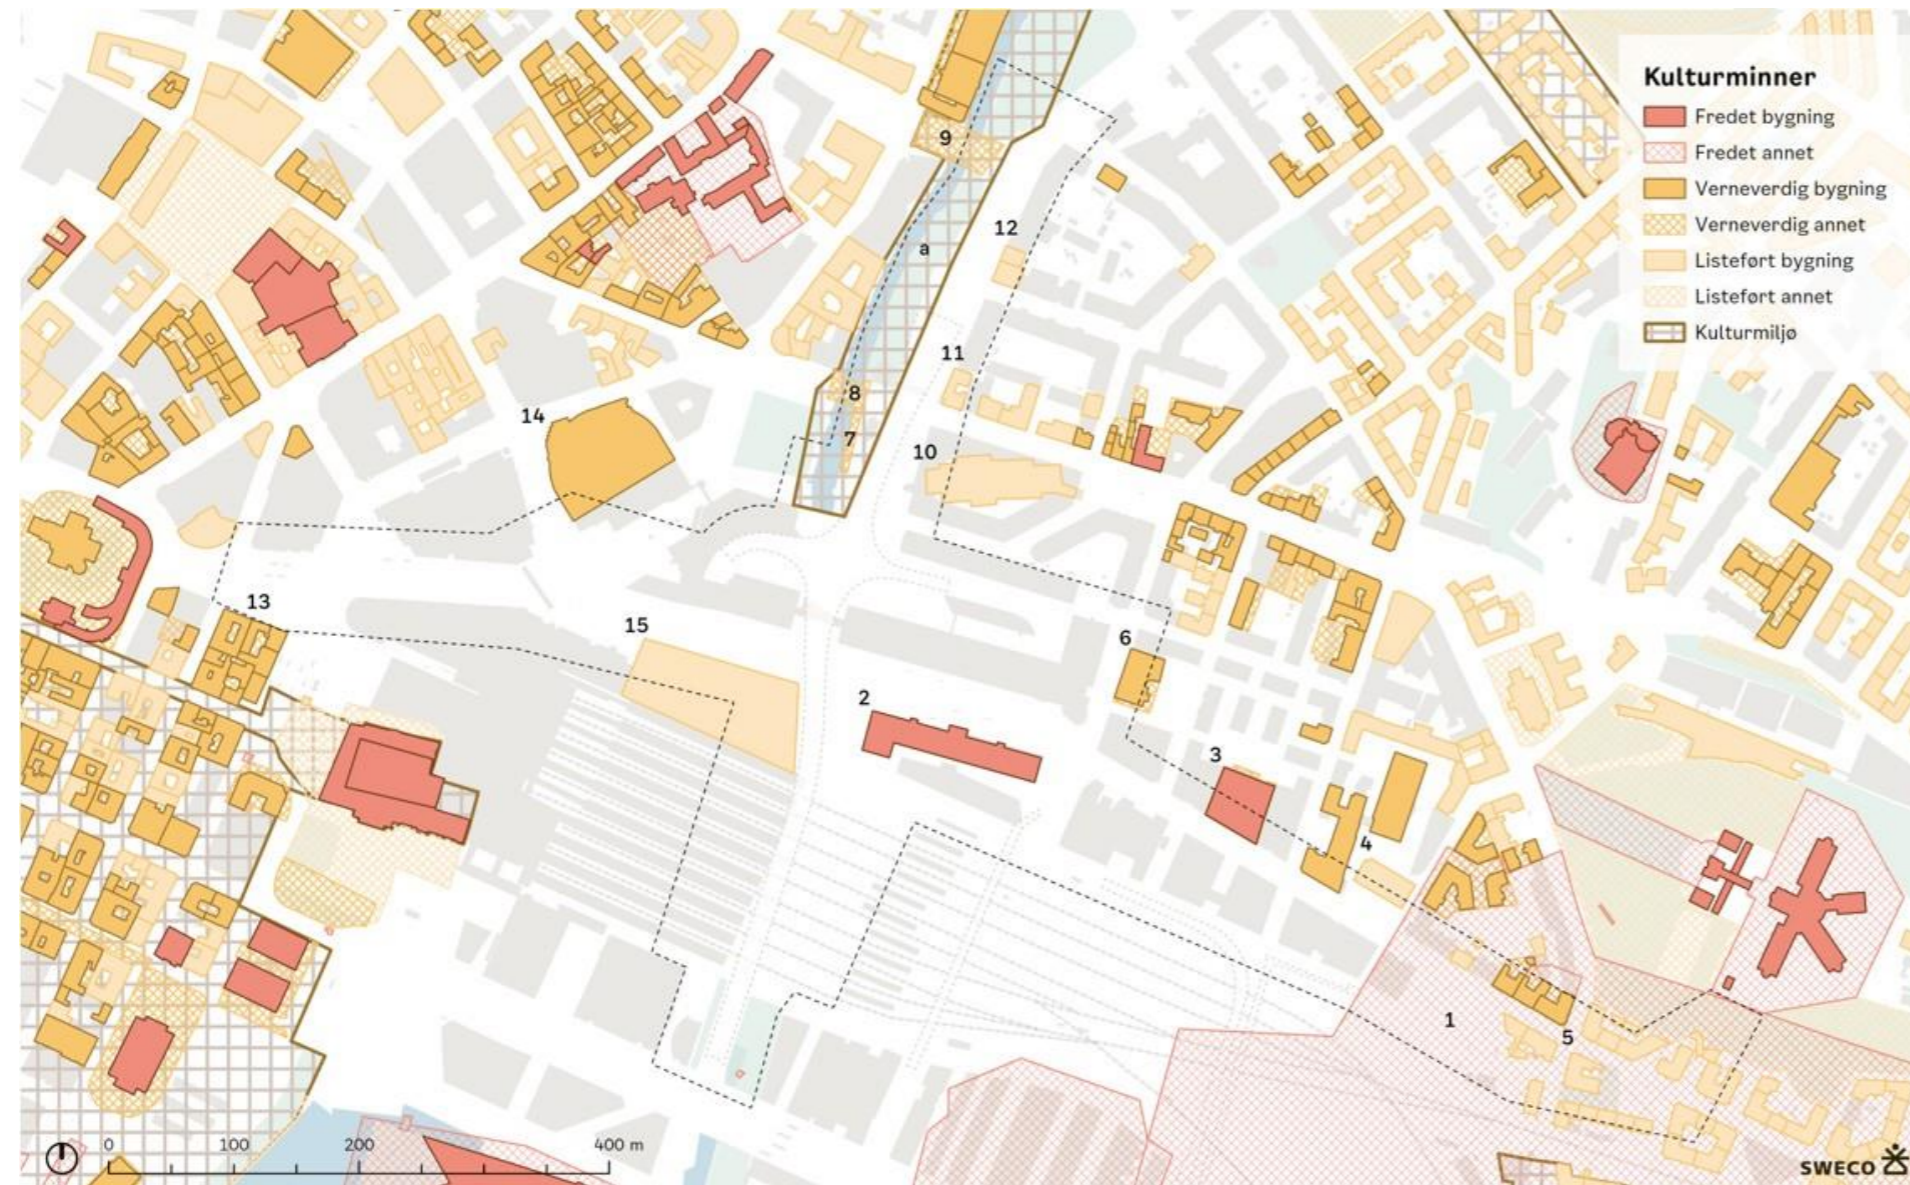 Kulturminner
Fredet bygning
Fredet annet
Verneverdig bygning
Verneverdig annet
Listeført bygning
Listeført annet
Kulturmiljø
9
12
a
11
8
14
7
10
13
15
6
2
3
4
1
5
0 100 200 400 m
SWECO